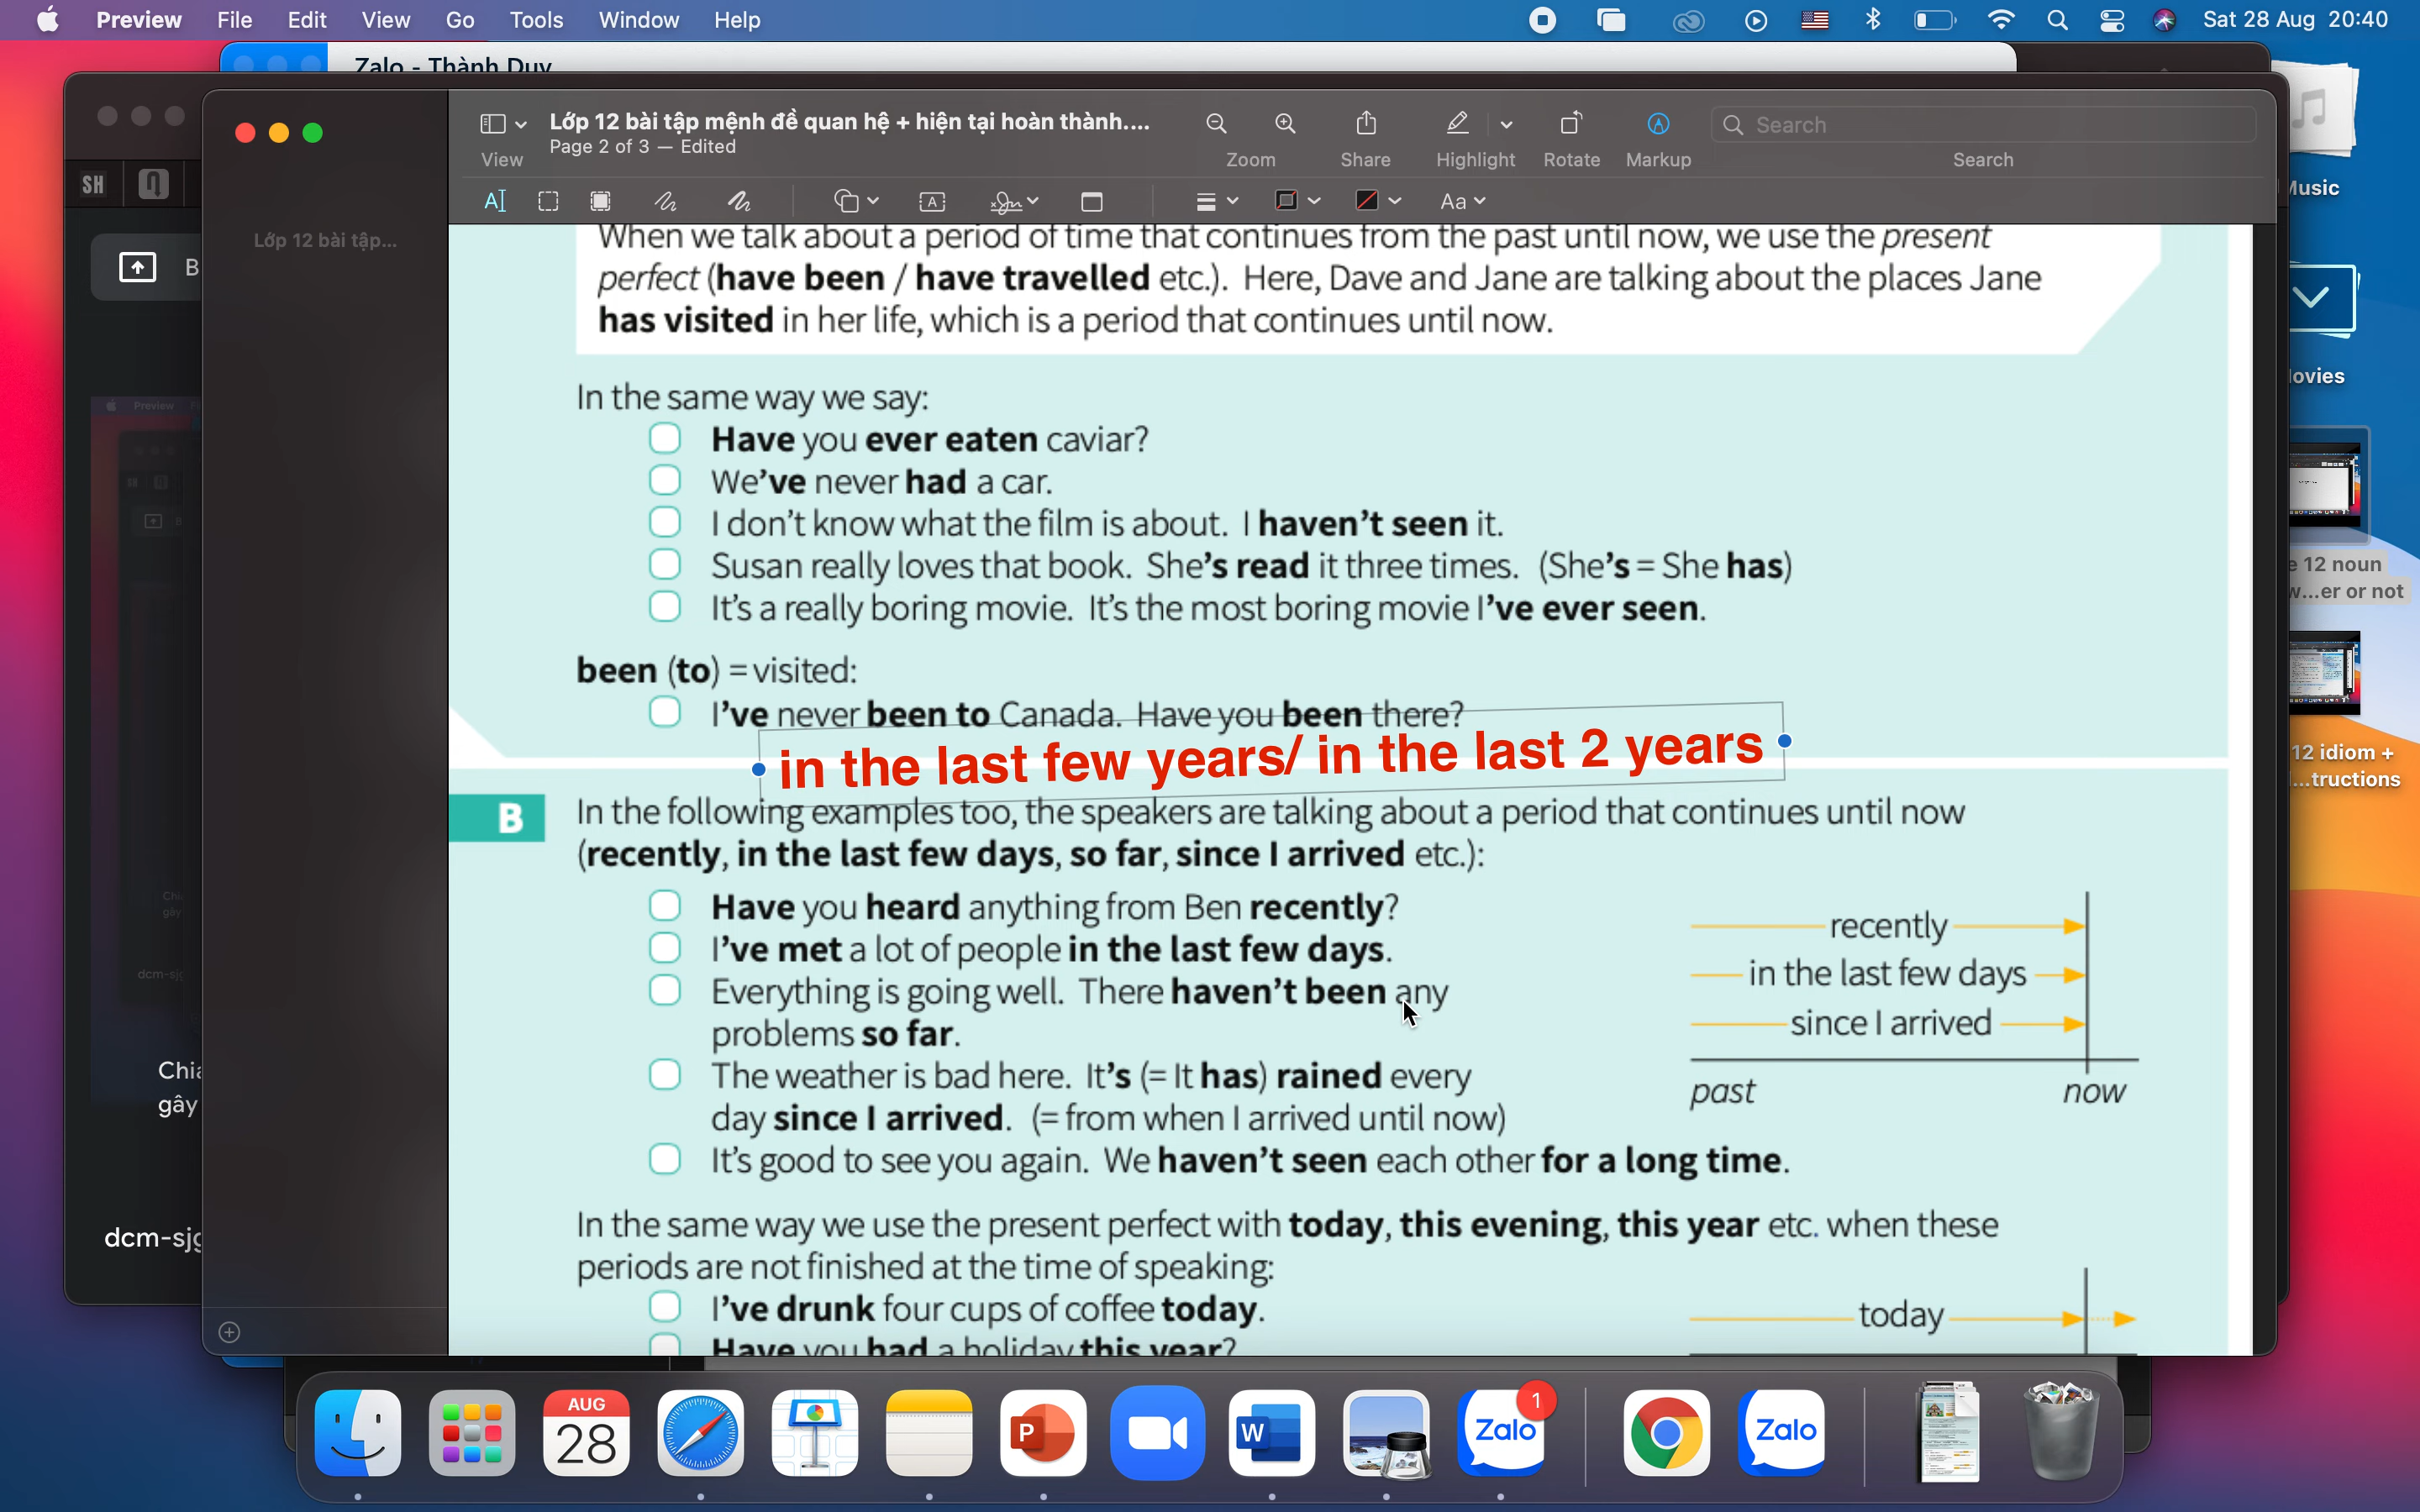 Preview File Edit View Go Tools Window Help Sat 28 Aug 20:40
Zalo - Thành Duy
Lớp 12 bài tập mệnh đề quan hệ + hiện tại hoàn thành....
Page 2 of 3 — Edited
View Zoom Share Highlight Rotate Markup Search
Search
SH
Aa
Lớp 12 bài tập...
B
When we talk about a period of time that continues from the past until now, we use the present
perfect (have been / have travelled etc.). Here, Dave and Jane are talking about the places Jane
has visited in her life, which is a period that continues until now.
In the same way we say:
Have you ever eaten caviar?
We've never had a car.
I don't know what the film is about. I haven't seen it.
Susan really loves that book. She's read it three times. (She's = She has)
It's a really boring movie. It's the most boring movie I've ever seen.
been (to) = visited:
I've never been to Canada. Have you been there?
in the last few years/ in the last 2 years
B
In the following examples too, the speakers are talking about a period that continues until now
(recently, in the last few days, so far, since I arrived etc.):
Have you heard anything from Ben recently?
I've met a lot of people in the last few days.
Everything is going well. There haven't been any
problems so far.
The weather is bad here. It's (= It has) rained every
day since I arrived. (= from when I arrived until now)
It's good to see you again. We haven't seen each other for a long time.
recently
in the last few days
since I arrived
past now
In the same way we use the present perfect with today, this evening, this year etc. when these
periods are not finished at the time of speaking:
I've drunk four cups of coffee today.
Have you had a holiday this year?
today
gây
dcm-sjg
Music
Movies
e 12 noun
w...er or not
12 idiom +
...tructions
AUG
28
P
W
Zalo
1
Zalo